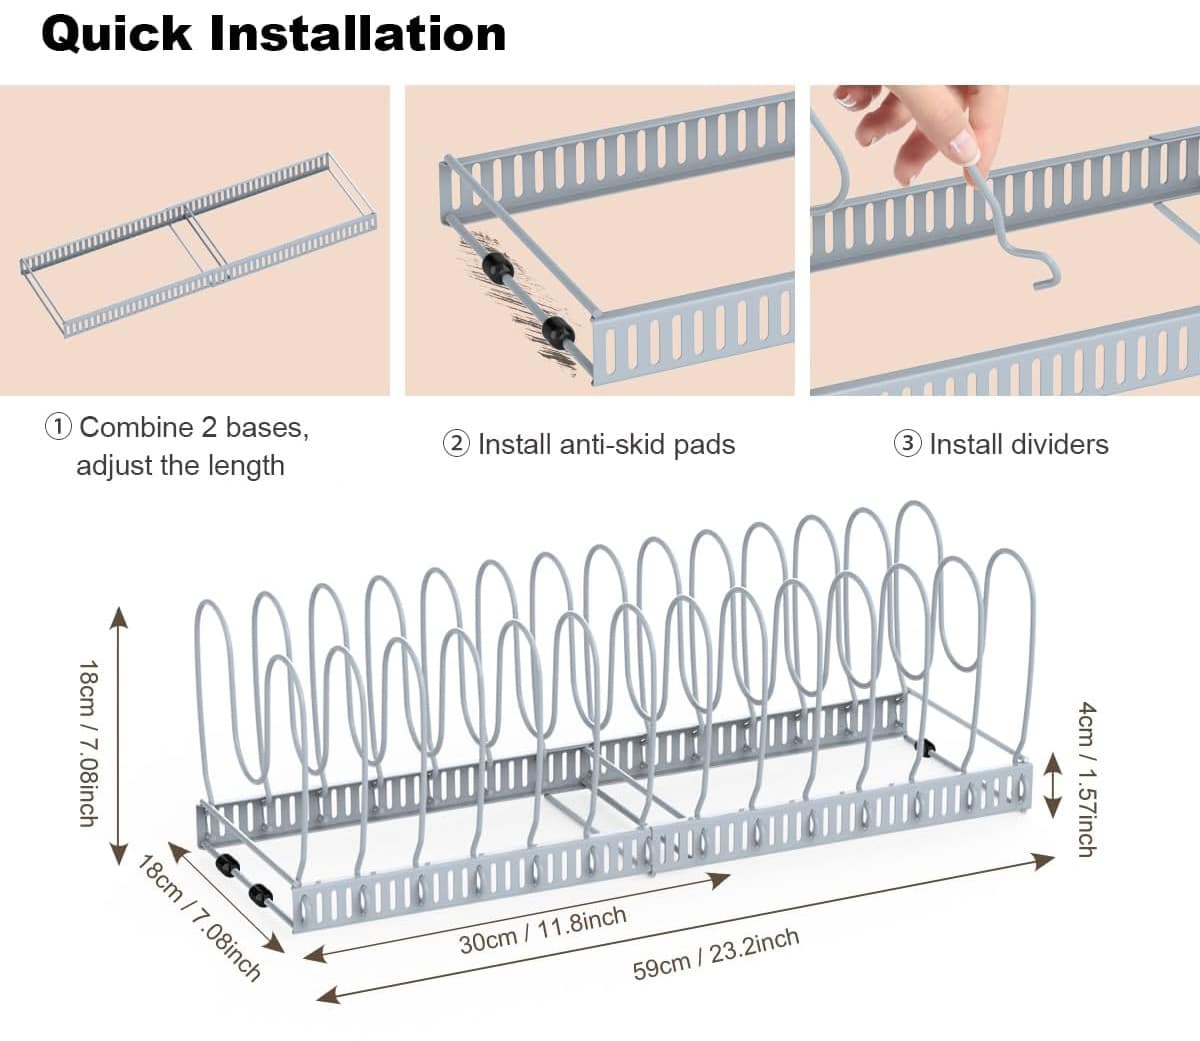 Quick Installation
① Combine 2 bases,
adjust the length
② Install anti-skid pads
③ Install dividers
18cm / 7.08inch
4cm / 1.57inch
18cm / 7.08inch
30cm / 11.8inch
59cm / 23.2inch